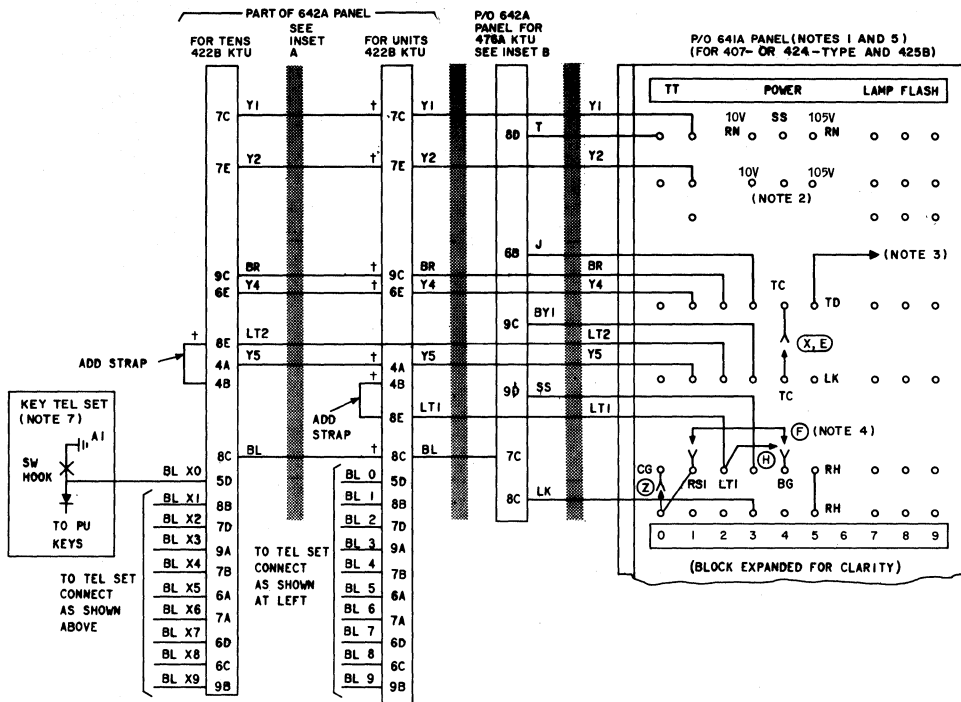 PART OF 642A PANEL
FOR TENS
422B KTU
SEE
INSET
A
FOR UNITS
422B KTU
P/O 642A
PANEL FOR
476A KTU
SEE INSET B
P/O 641A PANEL (NOTES 1 AND 5)
(FOR 407- OR 424-TYPE AND 425B)
TT POWER LAMP FLASH
10V SS 105V
RN RN
10V 105V
(NOTE 2)
7C Y1 † 7C Y1 Y1
8D T
7E Y2 † 7E Y2 Y2
6B J
(NOTE 3)
9C BR † 9C BR BR
6E Y4 † 6E Y4 Y4
TC
TD
9C BY1
† 8E LT2 LT2
(X, E)
ADD STRAP
4A Y5 † 4A Y5 Y5
4B † 4B
LK
TC
9D SS
ADD
STRAP
8E LT1 LT1
F (NOTE 4)
H
8C BL † 8C BL 7C
CG RS1 LT1 BG RH
Z
8C LK
RH
0 1 2 3 4 5 6 7 8 9
(BLOCK EXPANDED FOR CLARITY)
KEY TEL SET
(NOTE 7)
A1
SW
HOOK
TO PU
KEYS
BL X0 5D
BL X1 8B
BL X2 7D
BL X3 9A
BL X4 7B
BL X5 6A
BL X6 7A
BL X7 6D
BL X8 6C
BL X9 9B
TO TEL SET
CONNECT
AS SHOWN
ABOVE
BL 0 5D
BL 1 8B
BL 2 7D
BL 3 9A
BL 4 7B
BL 5 6A
BL 6 7A
BL 7 6D
BL 8 6C
BL 9 9B
TO TEL SET
CONNECT
AS SHOWN
AT LEFT